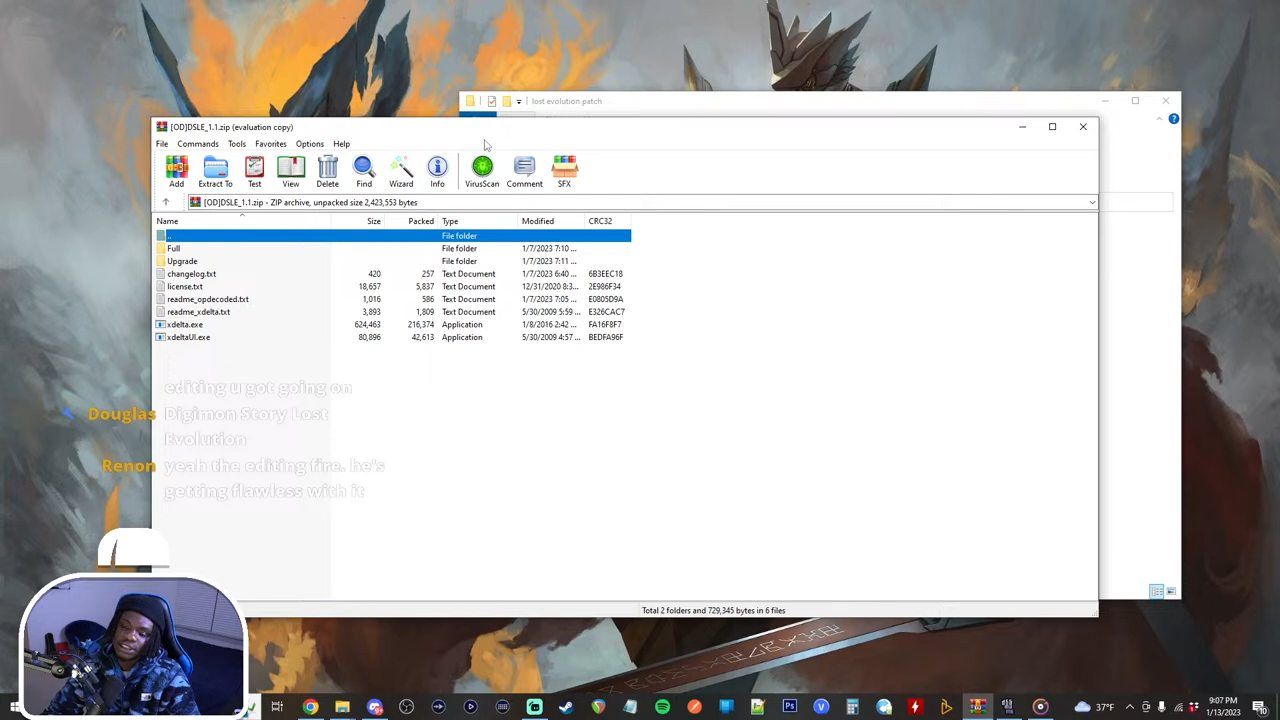 lost evolution patch
[OD]DSLE_1.1.zip (evaluation copy)
File Commands Tools Favorites Options Help
Add Extract To Test View Delete Find Wizard Info VirusScan Comment SFX
[OD]DSLE_1.1.zip - ZIP archive, unpacked size 2,423,553 bytes
Name Size Packed Type Modified CRC32
.. File folder
Full File folder 1/7/2023 7:10 ...
Upgrade File folder 1/7/2023 7:11 ...
changelog.txt 420 257 Text Document 1/7/2023 6:40 ... 6B3EEC18
license.txt 18,657 5,837 Text Document 12/31/2020 8:3... 2E986F34
readme_opdecoded.txt 1,016 586 Text Document 1/7/2023 7:05 ... E0805D9A
readme_xdelta.txt 3,893 1,809 Text Document 5/30/2009 5:59 ... E326CAC7
xdelta.exe 624,463 216,374 Application 1/8/2016 2:42 ... FA16F8F7
xdeltaUI.exe 80,896 42,613 Application 5/30/2009 4:57 ... BEDFA96F
editing u got going on
Douglas Digimon Story Lost
Evolution
Renon yeah the editing fire. he's
getting flawless with it
Total 2 folders and 729,345 bytes in 6 files
37°F
9:07 PM
1/13/2023